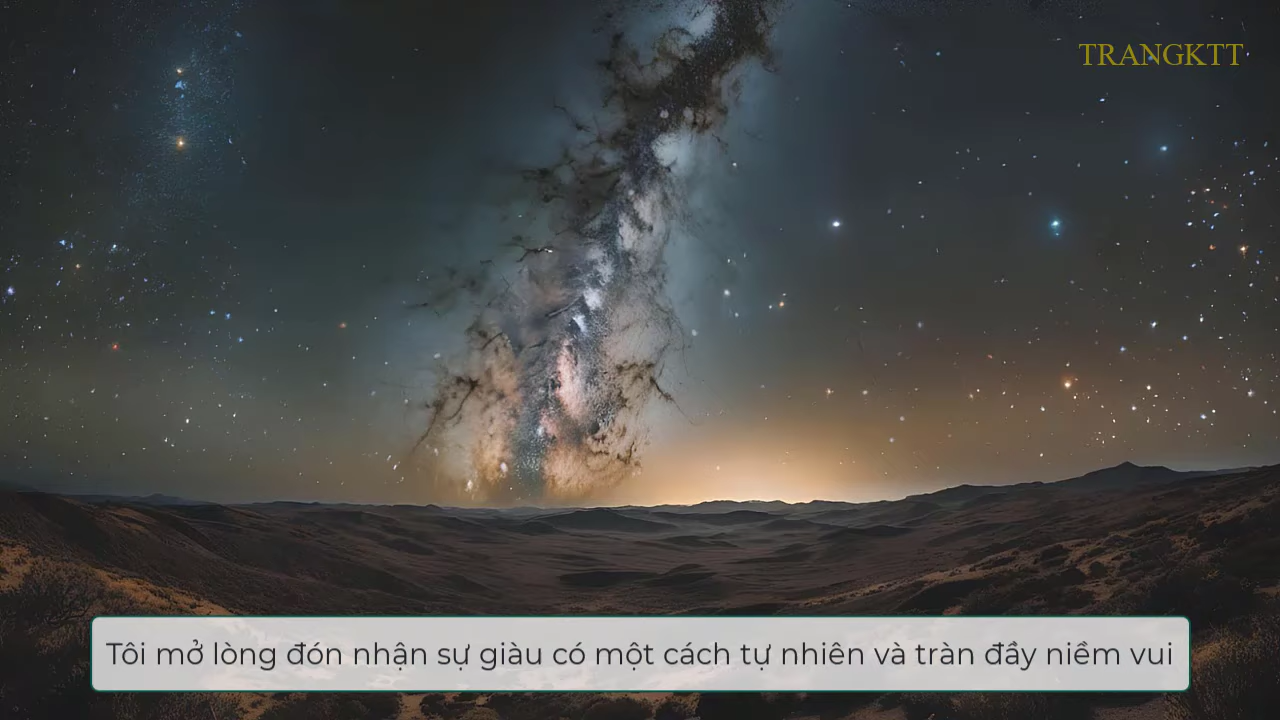 TRANGKTT
Tôi mở lòng đón nhận sự giàu có một cách tự nhiên và tràn đầy niềm vui